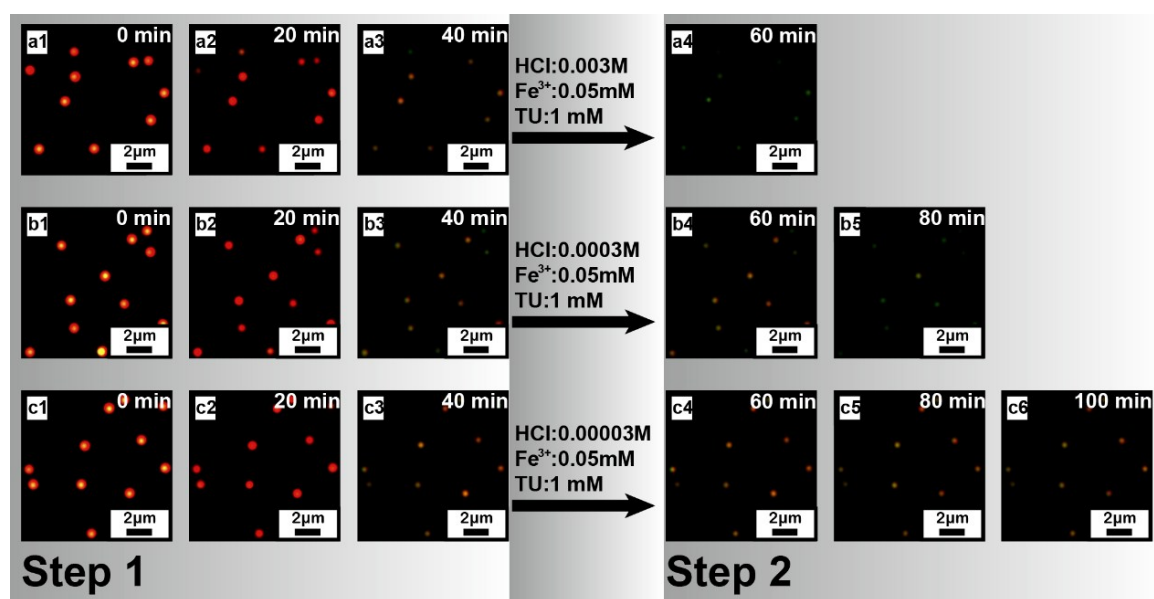 a1 0 min a2 20 min a3 40 min a4 60 min
2μm 2μm 2μm 2μm
HCl:0.003M
Fe³⁺:0.05mM
TU:1 mM
b1 0 min b2 20 min b3 40 min b4 60 min b5 80 min
2μm 2μm 2μm 2μm 2μm
HCl:0.0003M
Fe³⁺:0.05mM
TU:1 mM
c1 0 min c2 20 min c3 40 min c4 60 min c5 80 min c6 100 min
2μm 2μm 2μm 2μm 2μm 2μm
HCl:0.00003M
Fe³⁺:0.05mM
TU:1 mM
Step 1 Step 2